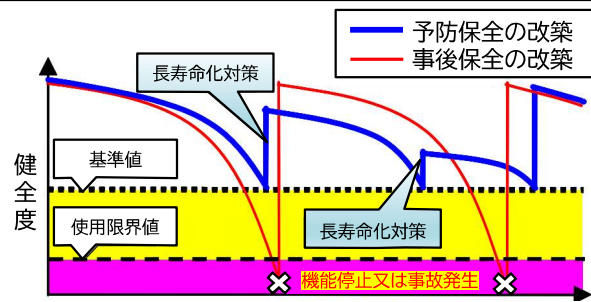 予防保全の改築
事後保全の改築
長寿命化対策
健全度
基準値
使用限界値
長寿命化対策
機能停止又は事故発生